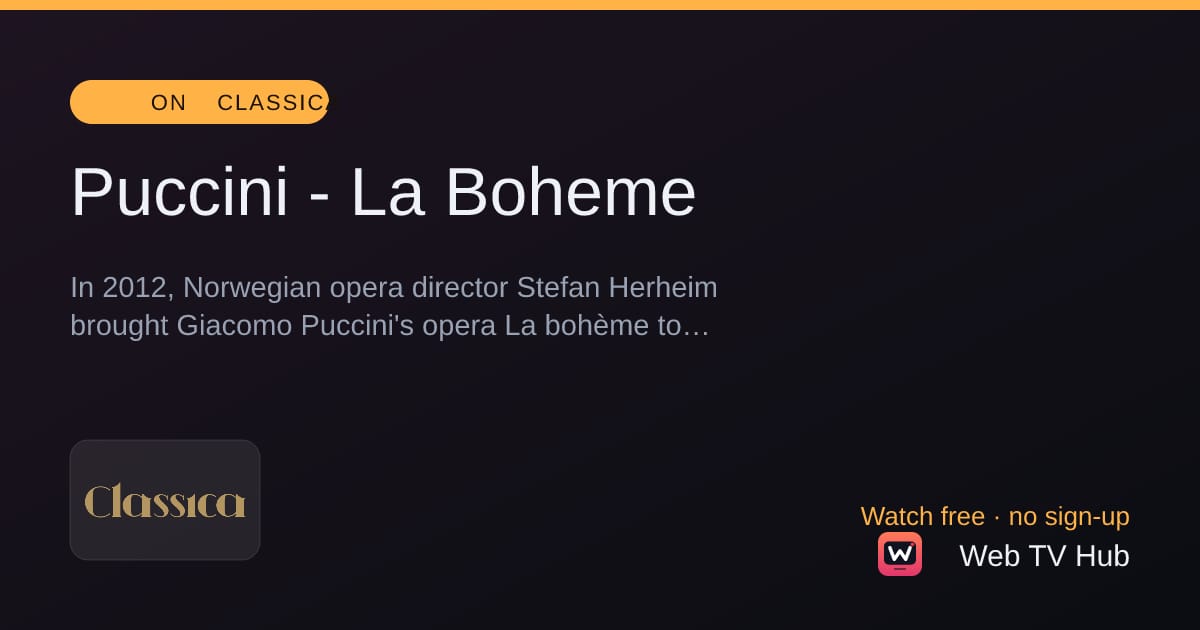 ON CLASSICA
Puccini - La Boheme
In 2012, Norwegian opera director Stefan Herheim
brought Giacomo Puccini's opera La bohème to…
Classica
Watch free · no sign-up
W
Web TV Hub